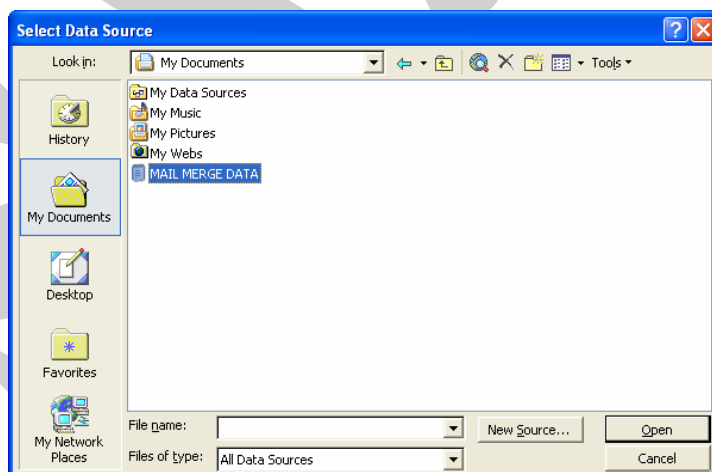 Select Data Source
Look in:
My Documents
Tools
History
My Documents
Desktop
Favorites
My Network
Places
My Data Sources
My Music
My Pictures
My Webs
MAIL MERGE DATA
File name:
New Source...
Open
Files of type:
All Data Sources
Cancel